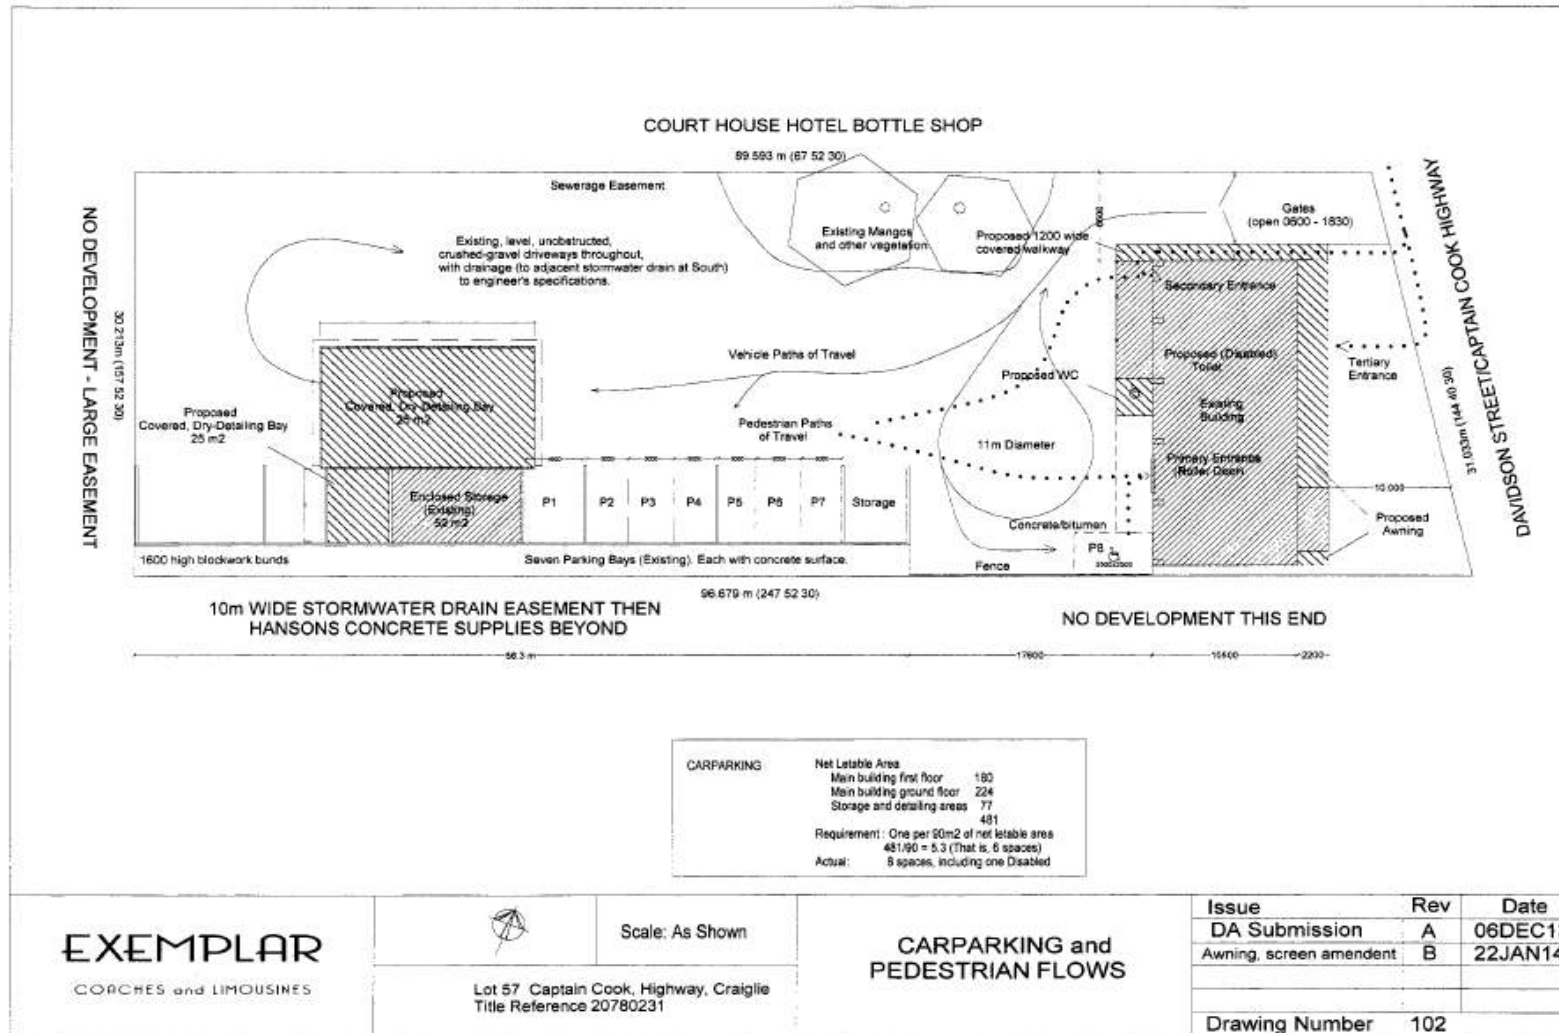 COURT HOUSE HOTEL BOTTLE SHOP
89.593 m (67 52 30)
Sewerage Easement
Existing Mangos
and other vegetation
Proposed 1200 wide
covered walkway
Gates
(open 0600 - 1830)
DAVIDSON STREET/CAPTAIN COOK HIGHWAY
31.033m (144 40 30)
NO DEVELOPMENT - LARGE EASEMENT
30.213m (157 52 30)
Existing, level, unobstructed,
crushed-gravel driveways throughout,
with drainage (to adjacent stormwater drain at South)
to engineer's specifications.
Secondary Entrance
Vehicle Paths of Travel
Proposed (Disabled)
Toilet
Tertiary
Entrance
Proposed WC
Proposed
Covered, Dry-Detailing Bay
25 m2
Proposed
Covered, Dry-Detailing Bay
25 m2
Existing
Building
Pedestrian Paths
of Travel
11m Diameter
Primary Entrance
(Roller Door)
Enclosed Storage
(Existing)
52 m2
P1
P2
P3
P4
P5
P6
P7
Storage
10.000
Proposed
Awning
Concrete/bitumen
P8
1600 high blockwork bunds
Seven Parking Bays (Existing). Each with concrete surface.
Fence
96.679 m (247 52 30)
10m WIDE STORMWATER DRAIN EASEMENT THEN
HANSONS CONCRETE SUPPLIES BEYOND
NO DEVELOPMENT THIS END
17600
10500
2200
CARPARKING
Net Letable Area
Main building first floor 180
Main building ground floor 224
Storage and detailing areas 77
481
Requirement: One per 90m2 of net letable area
481/90 = 5.3 (That is, 6 spaces)
Actual: 8 spaces, including one Disabled
EXEMPLAR
COACHES and LIMOUSINES
Scale: As Shown
Lot 57 Captain Cook, Highway, Craiglie
Title Reference 20780231
CARPARKING and
PEDESTRIAN FLOWS
Issue Rev Date
DA Submission A 06DEC1
Awning, screen amendent B 22JAN14
Drawing Number 102